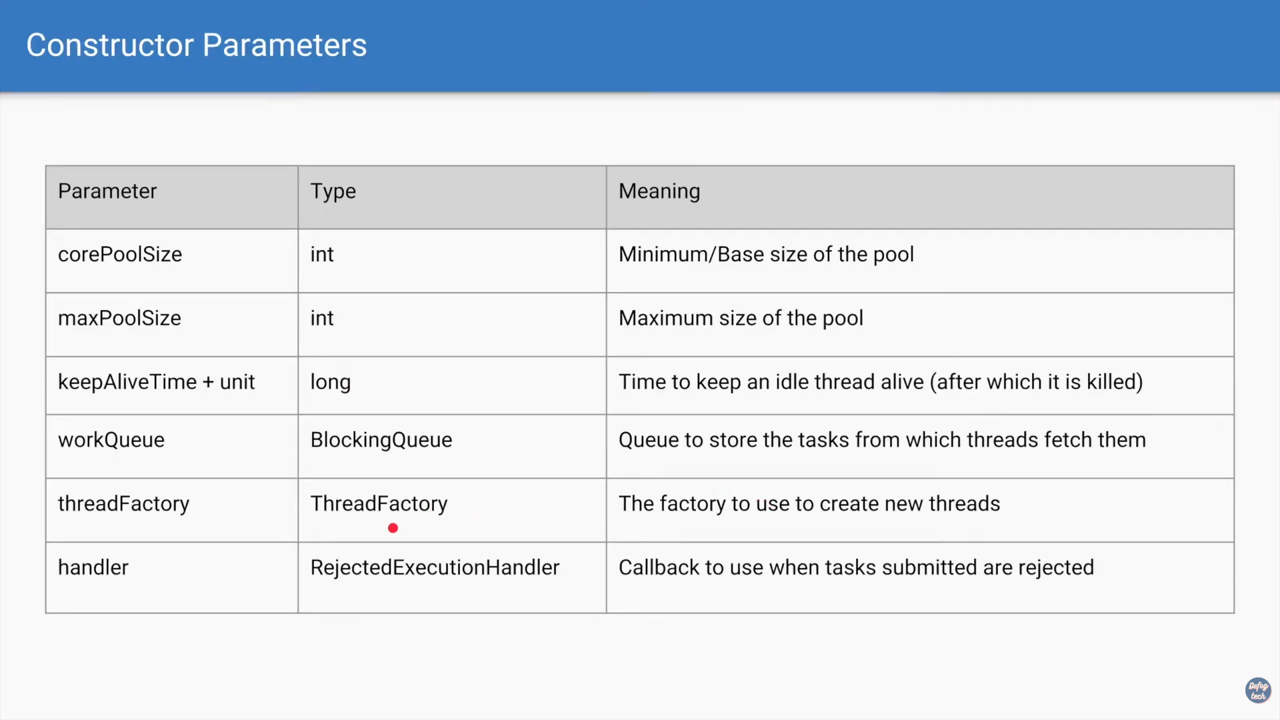 Constructor Parameters
Parameter Type Meaning
corePoolSize int Minimum/Base size of the pool
maxPoolSize int Maximum size of the pool
keepAliveTime + unit long Time to keep an idle thread alive (after which it is killed)
workQueue BlockingQueue Queue to store the tasks from which threads fetch them
threadFactory ThreadFactory The factory to use to create new threads
handler RejectedExecutionHandler Callback to use when tasks submitted are rejected
Defog
tech